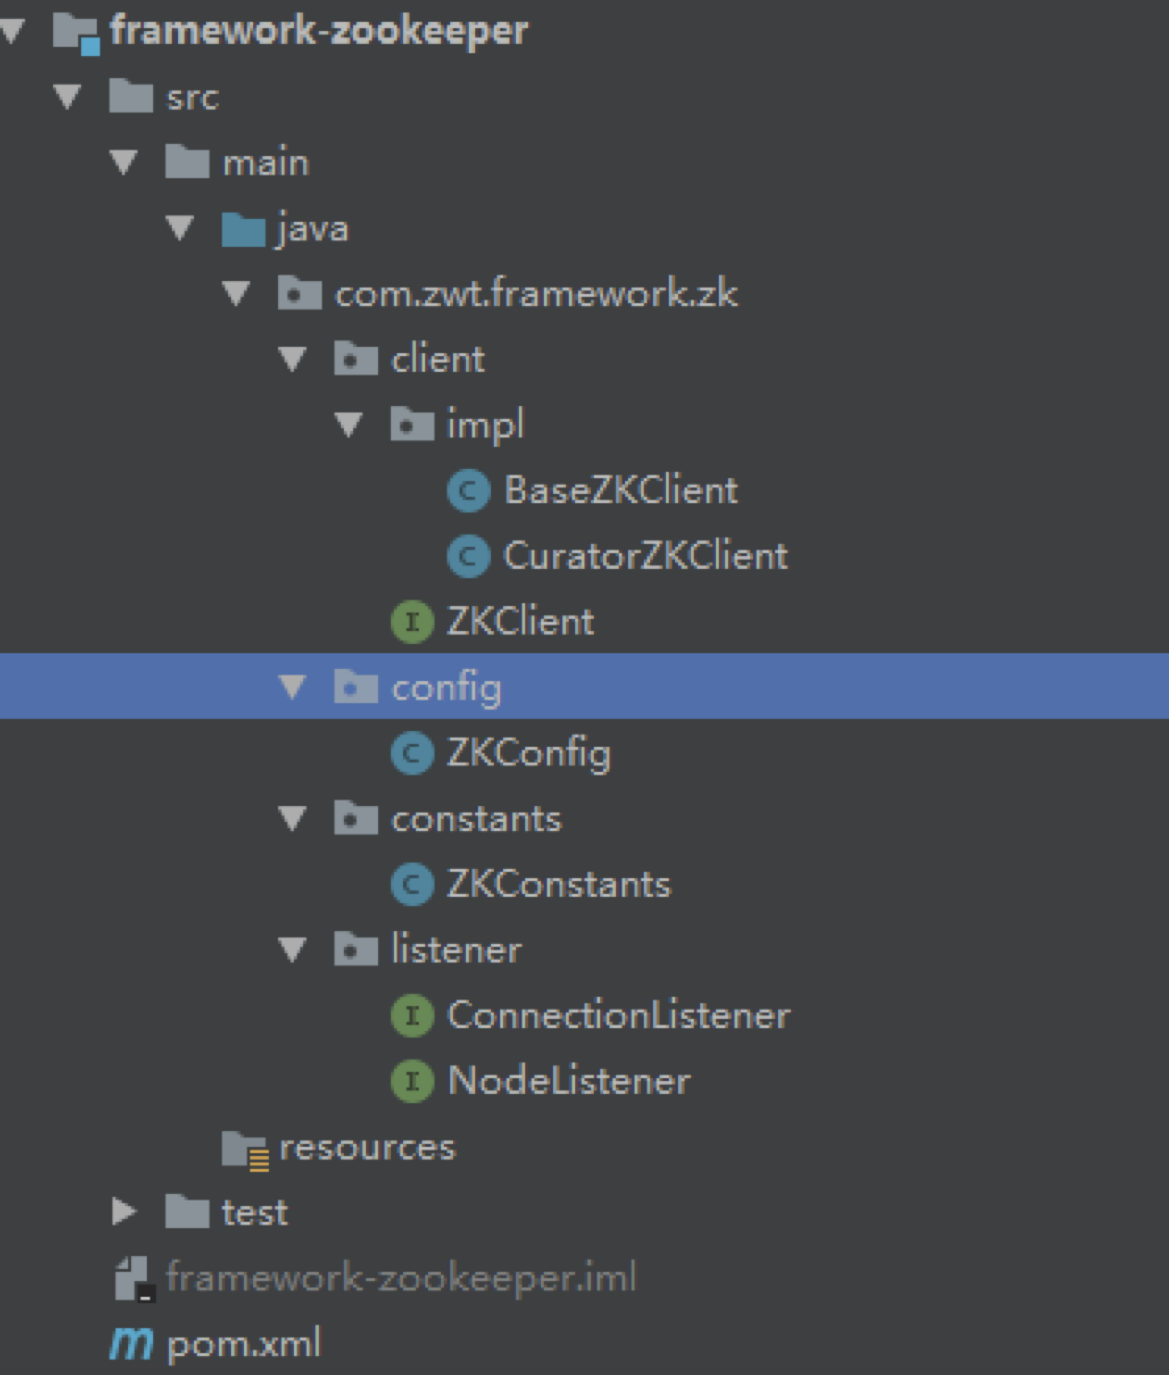 framework-zookeeper
src
main
java
com.zwt.framework.zk
client
impl
C BaseZKClient
C CuratorZKClient
I ZKClient
config
C ZKConfig
constants
C ZKConstants
listener
I ConnectionListener
I NodeListener
resources
test
framework-zookeeper.iml
m pom.xml